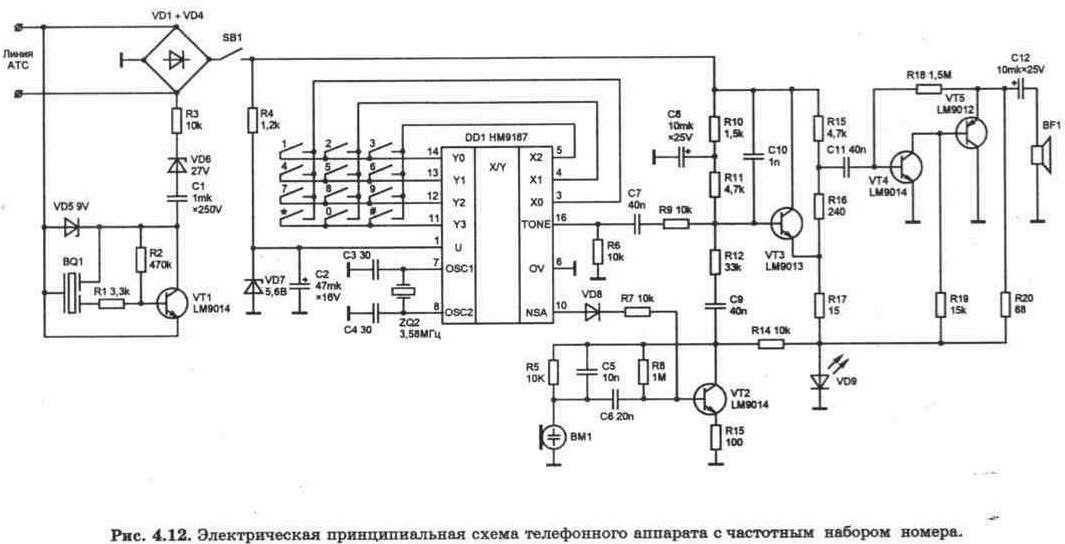 VD1 + VD4
Линия
АТС
SB1
R3
10k
VD6
27V
C1
1mk
×250V
VD5 9V
R2
470k
BQ1
R1 3,3k
VT1
LM9014
R4
1,2k
1 2 3
4 5 6
7 8 9
* 0 #
DD1 HM9187
X/Y
14 Y0
13 Y1
12 Y2
11 Y3
1 U
7 OSC1
8 OSC2
X2 5
X1 4
X0 3
TONE 16
OV 6
NSA 10
VD7
5,6В
C2
47mk
×16V
C3 30
C4 30
ZQ2
3,58МГц
C8
10mk
×25V
R10
1,5k
R11
4,7k
C10
1n
C7
40n
R9 10k
R6
10k
VD8
R7 10k
R12
33k
C9
40n
VT3
LM9013
R15
4,7k
C11 40n
R16
240
R17
15
R18 1,5M
VT4
LM9014
VT5
LM9012
C12
10mk×25V
BF1
R19
15k
R20
68
R14 10k
VD9
R5
10K
C5
10n
R8
1M
C6 20n
BM1
VT2
LM9014
R15
100
Рис. 4.12. Электрическая принципиальная схема телефонного аппарата с частотным набором номера.